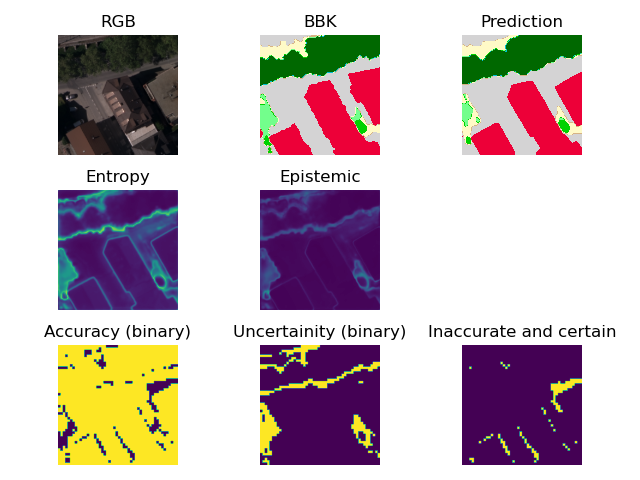 RGB
BBK
Prediction
Entropy
Epistemic
Accuracy (binary)
Uncertainity (binary)
Inaccurate and certain